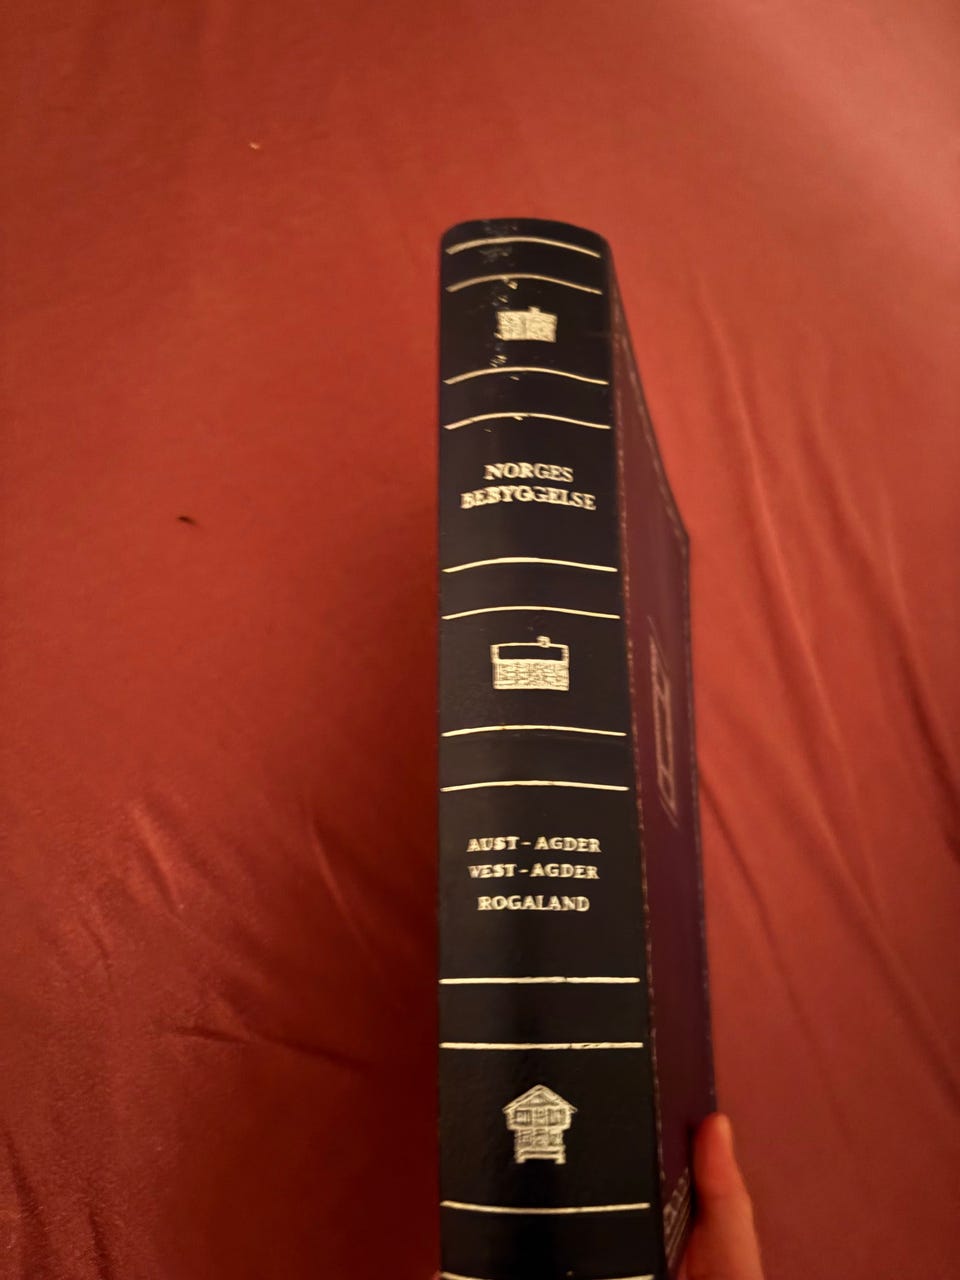 NORGES
BEBYGGELSE
AUST-AGDER
VEST-AGDER
ROGALAND